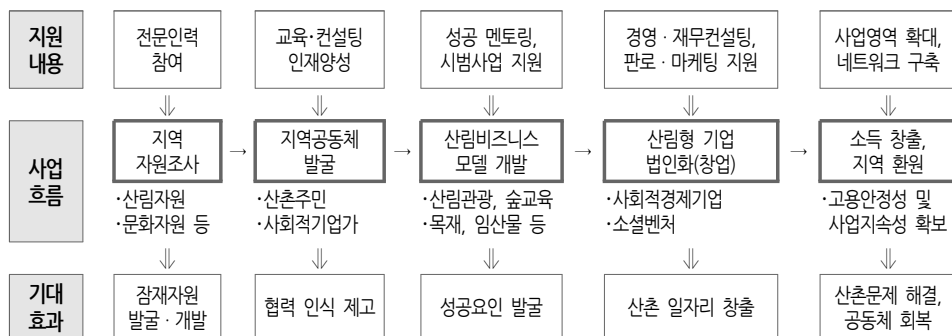 지원
내용
전문인력
참여
교육·컨설팅
인재양성
성공 멘토링,
시범사업 지원
경영·재무컨설팅,
판로·마케팅 지원
사업영역 확대,
네트워크 구축
사업
흐름
지역
자원조사
→
지역공동체
발굴
→
산림비즈니스
모델 개발
→
산림형 기업
법인화(창업)
→
소득 창출,
지역 환원
·산림자원
·문화자원 등
·산촌주민
·사회적기업가
·산림관광, 숲교육
·목재, 임산물 등
·사회적경제기업
·소셜벤처
·고용안정성 및
사업지속성 확보
기대
효과
잠재자원
발굴·개발
협력 인식 제고
성공요인 발굴
산촌 일자리 창출
산촌문제 해결,
공동체 회복